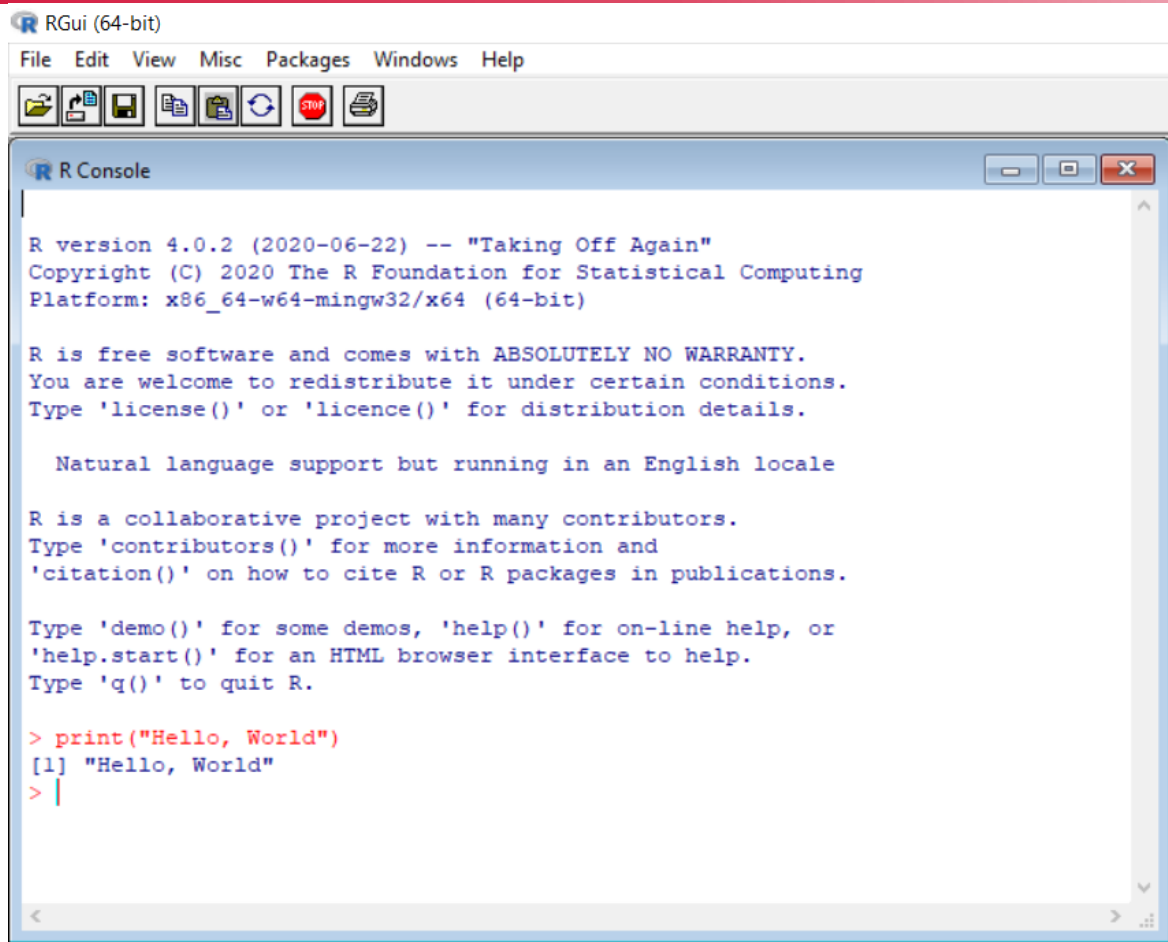 RGui (64-bit)
File Edit View Misc Packages Windows Help
STOP
R Console
R version 4.0.2 (2020-06-22) -- "Taking Off Again"
Copyright (C) 2020 The R Foundation for Statistical Computing
Platform: x86_64-w64-mingw32/x64 (64-bit)
R is free software and comes with ABSOLUTELY NO WARRANTY.
You are welcome to redistribute it under certain conditions.
Type 'license()' or 'licence()' for distribution details.
Natural language support but running in an English locale
R is a collaborative project with many contributors.
Type 'contributors()' for more information and
'citation()' on how to cite R or R packages in publications.
Type 'demo()' for some demos, 'help()' for on-line help, or
'help.start()' for an HTML browser interface to help.
Type 'q()' to quit R.
> print("Hello, World")
[1] "Hello, World"
>